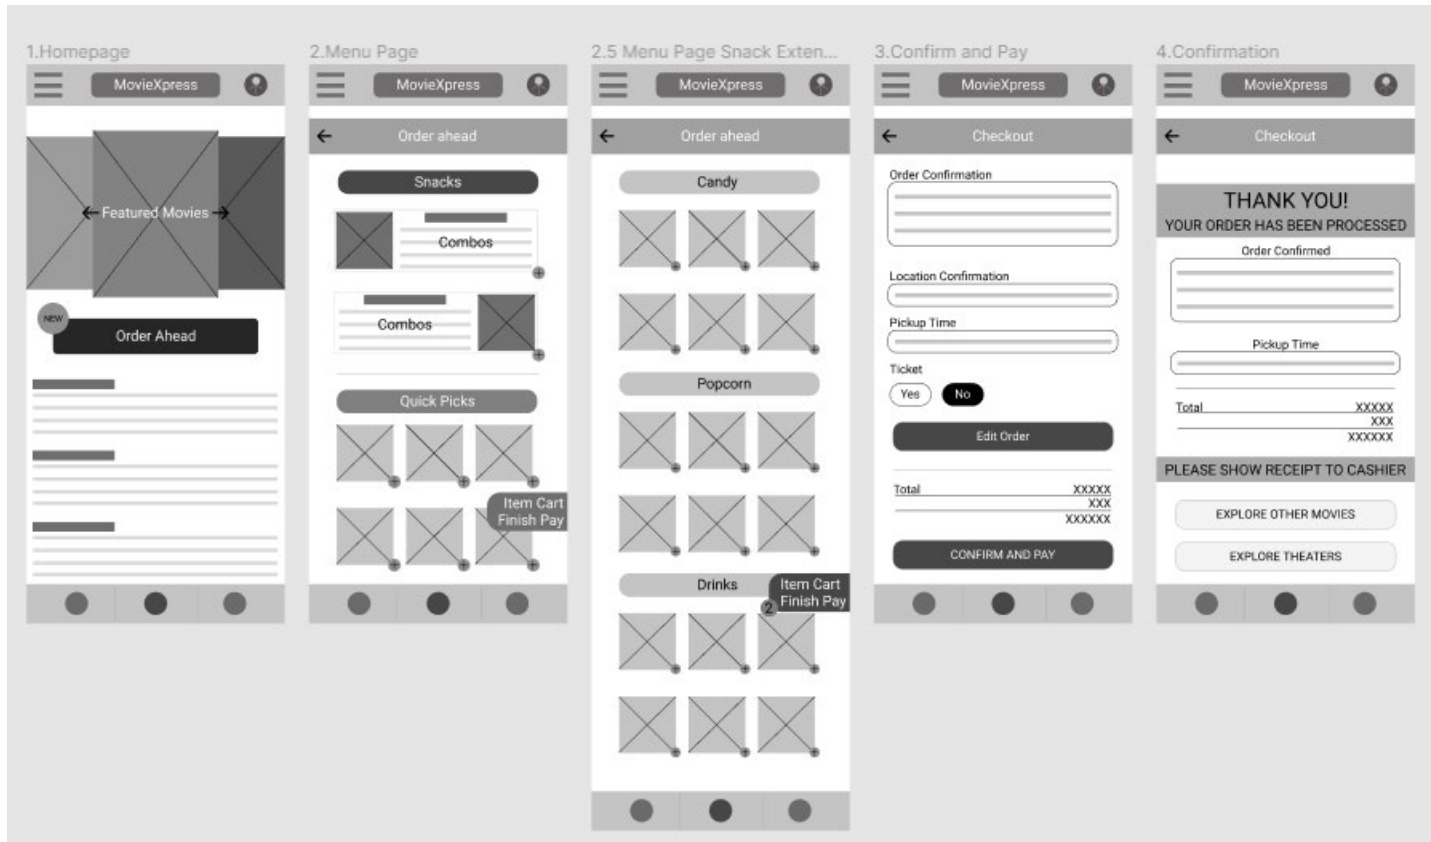 1.Homepage
MovieXpress
Featured Movies
NEW
Order Ahead
2.Menu Page
MovieXpress
Order ahead
Snacks
Combos
Combos
Quick Picks
Item Cart
Finish Pay
2.5 Menu Page Snack Exten...
MovieXpress
Order ahead
Candy
Popcorn
Drinks
Item Cart
Finish Pay
2
3.Confirm and Pay
MovieXpress
Checkout
Order Confirmation
Location Confirmation
Pickup Time
Ticket
Yes No
Edit Order
Total XXXXX
XXX
XXXXXX
CONFIRM AND PAY
4.Confirmation
MovieXpress
Checkout
THANK YOU!
YOUR ORDER HAS BEEN PROCESSED
Order Confirmed
Pickup Time
Total XXXXX
XXX
XXXXXX
PLEASE SHOW RECEIPT TO CASHIER
EXPLORE OTHER MOVIES
EXPLORE THEATERS